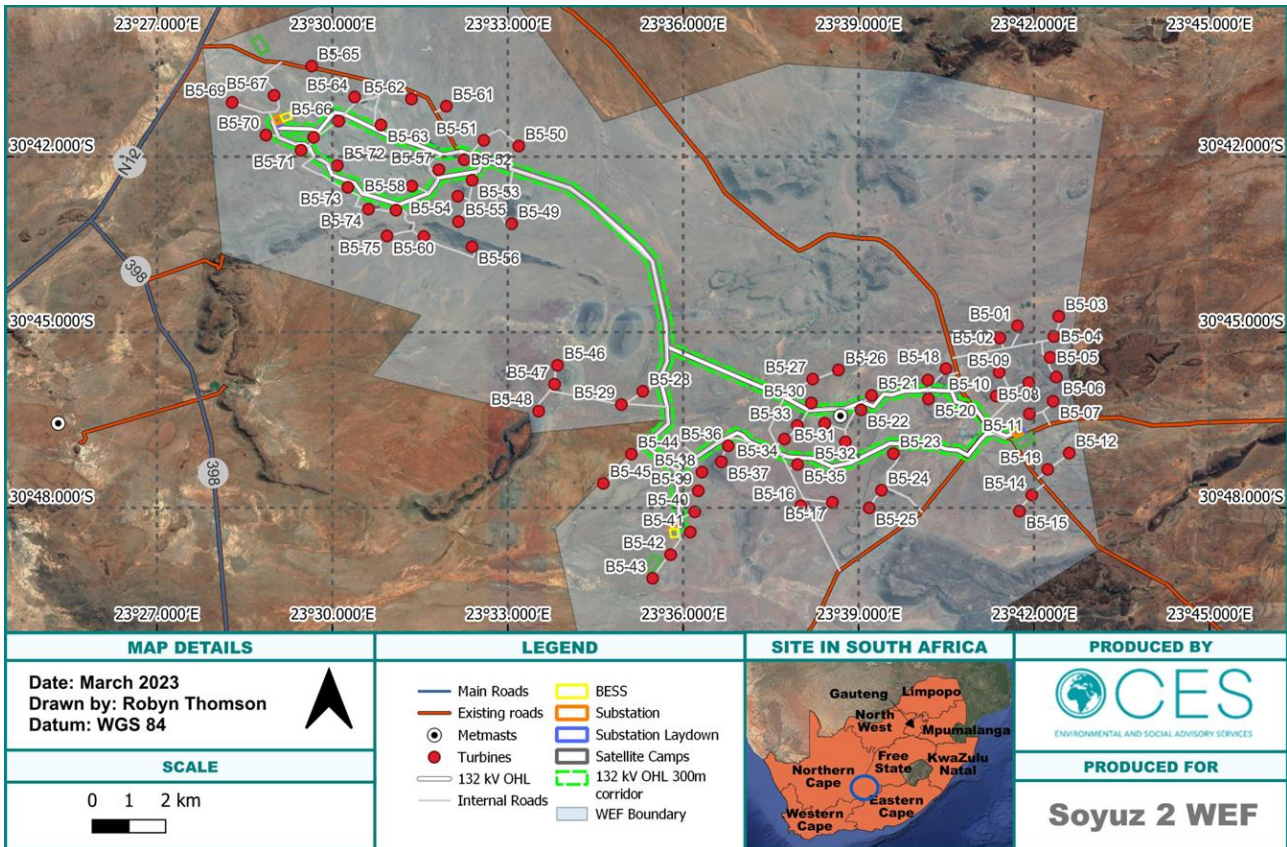 23°27.000′E 23°30.000′E 23°33.000′E 23°36.000′E 23°39.000′E 23°42.000′E 23°45.000′E
B5-65
B5-64
B5-62
B5-67
B5-69
B5-61
B5-66
B5-70
B5-63
B5-51
B5-50
30°42.000′S 30°42.000′S
N12
B5-71
B5-72
B5-57
B5-52
B5-73
B5-58
B5-53
B5-74
B5-54
B5-55
B5-49
B5-75
B5-60
B5-56
398
B5-03
B5-01
30°45.000′S 30°45.000′S
B5-02
B5-04
B5-46
B5-27
B5-26
B5-18
B5-09
B5-05
B5-47
B5-28
B5-30
B5-21
B5-10
B5-06
B5-48
B5-29
B5-08
B5-33
B5-22
B5-20
B5-07
B5-44
B5-36
B5-31
B5-11
B5-38
B5-34
B5-32
B5-23
B5-12
B5-45
B5-39
B5-37
B5-35
B5-13
398
B5-40
B5-16
B5-24
B5-14
30°48.000′S 30°48.000′S
B5-41
B5-17
B5-25
B5-15
B5-42
B5-43
23°27.000′E 23°30.000′E 23°33.000′E 23°36.000′E 23°39.000′E 23°42.000′E 23°45.000′E
MAP DETAILS
Date: March 2023
Drawn by: Robyn Thomson
Datum: WGS 84
SCALE
0 1 2 km
LEGEND
Main Roads
Existing roads
Metmasts
Turbines
132 kV OHL
Internal Roads
BESS
Substation
Substation Laydown
Satellite Camps
132 kV OHL 300m
corridor
WEF Boundary
SITE IN SOUTH AFRICA
Gauteng
Limpopo
North
West
Mpumalanga
Free
State
KwaZulu
Natal
Northern
Cape
Eastern
Cape
Western
Cape
PRODUCED BY
CES
ENVIRONMENTAL AND SOCIAL ADVISORY SERVICES
PRODUCED FOR
Soyuz 2 WEF